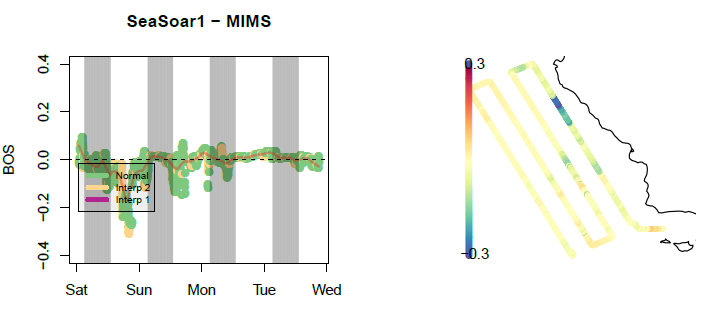 SeaSoar1 − MIMS
BOS
0.4
0.2
0.0
−0.2
−0.4
Normal
Interp 2
Interp 1
Sat
Sun
Mon
Tue
Wed
0.3
-0.3